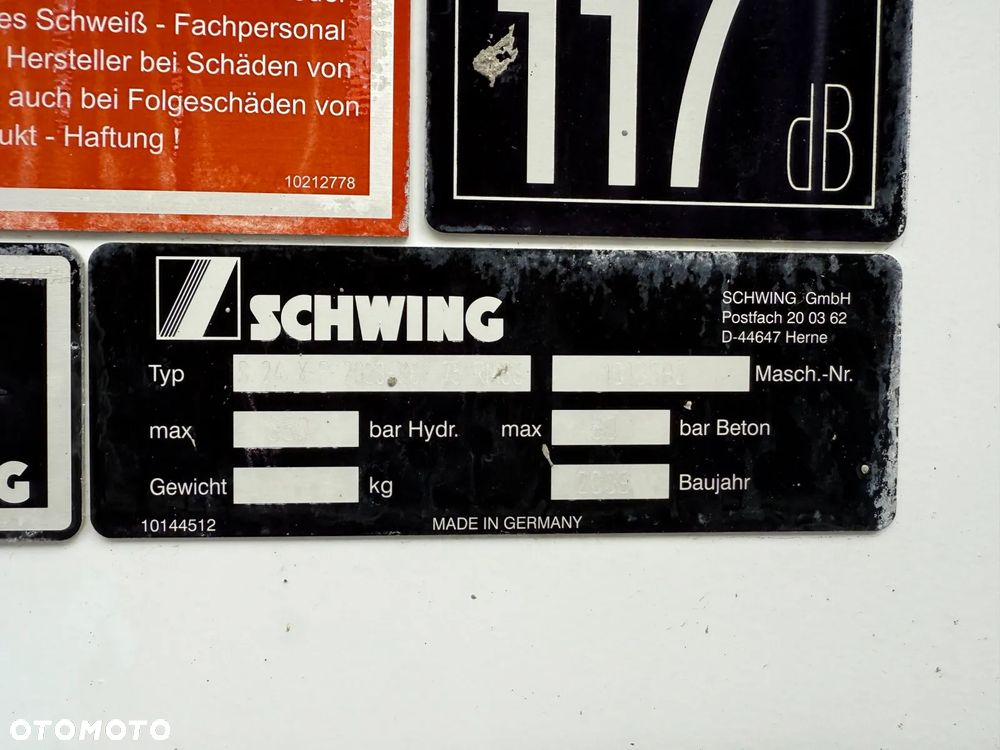 es Schweiß - Fachpersonal
Hersteller bei Schäden von
auch bei Folgeschäden von
ukt - Haftung !
10212778
117
dB
G
SCHWING
SCHWING GmbH
Postfach 20 03 62
D-44647 Herne
Typ
Masch.-Nr.
max
bar Hydr.
max
bar Beton
Gewicht
kg
Baujahr
10144512
MADE IN GERMANY
OTOMOTO